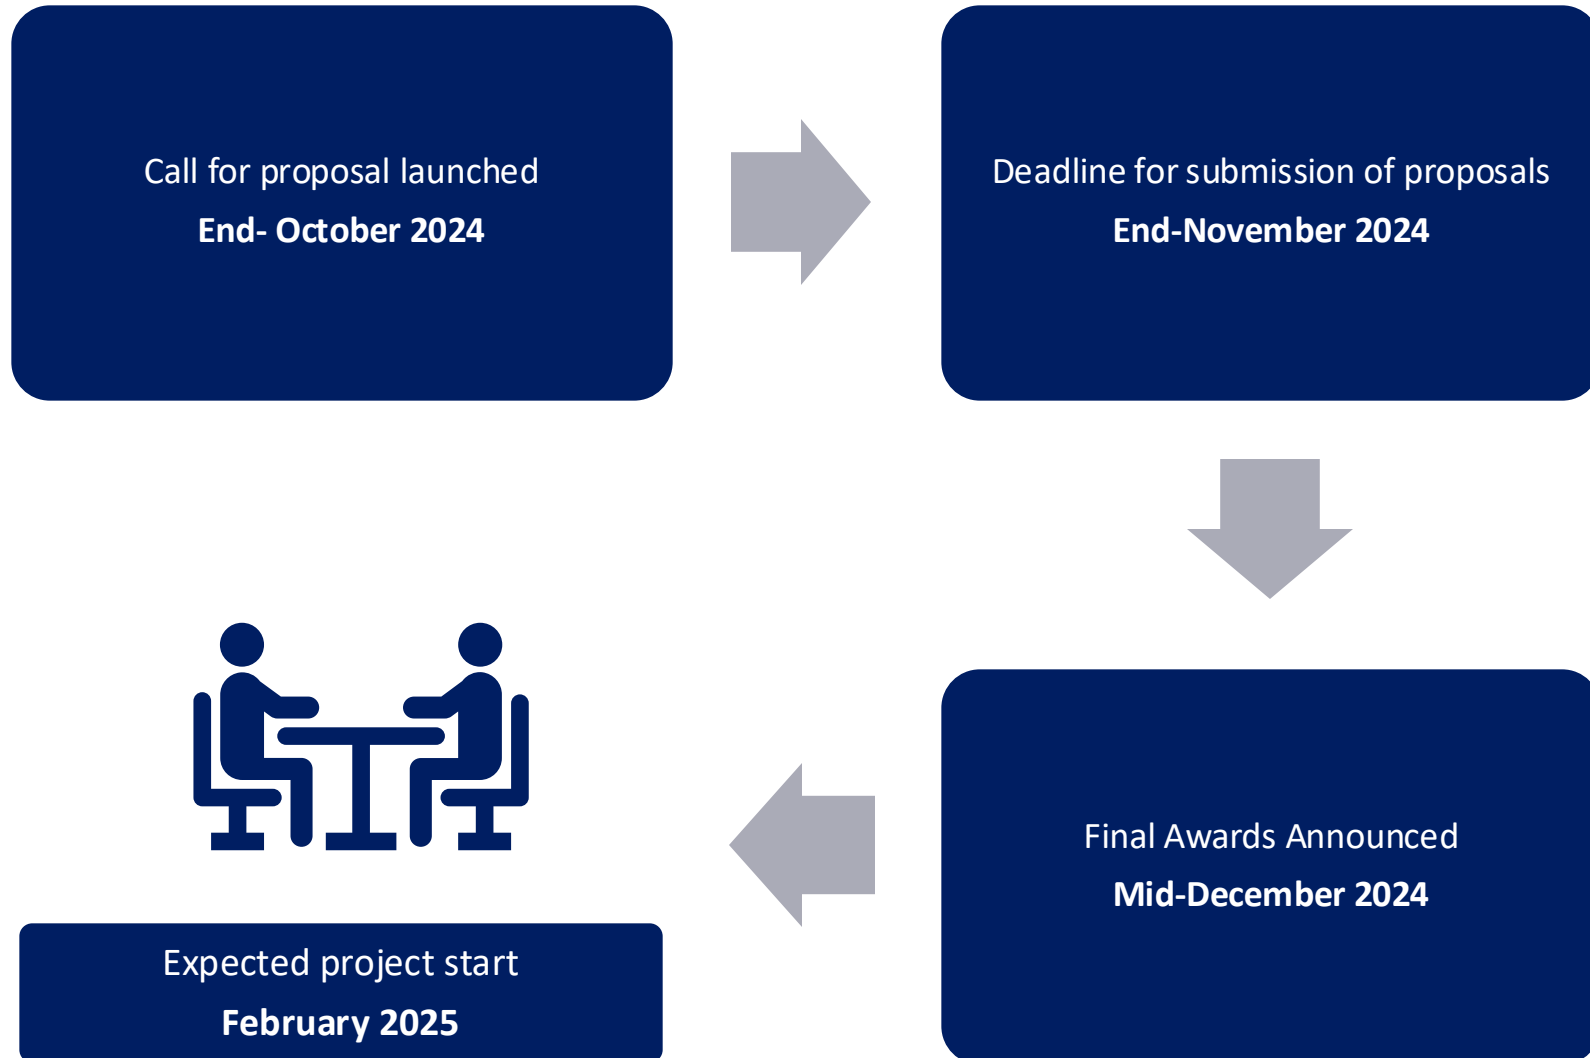 Call for proposal launched
End- October 2024
Deadline for submission of proposals
End-November 2024
Final Awards Announced
Mid-December 2024
Expected project start
February 2025